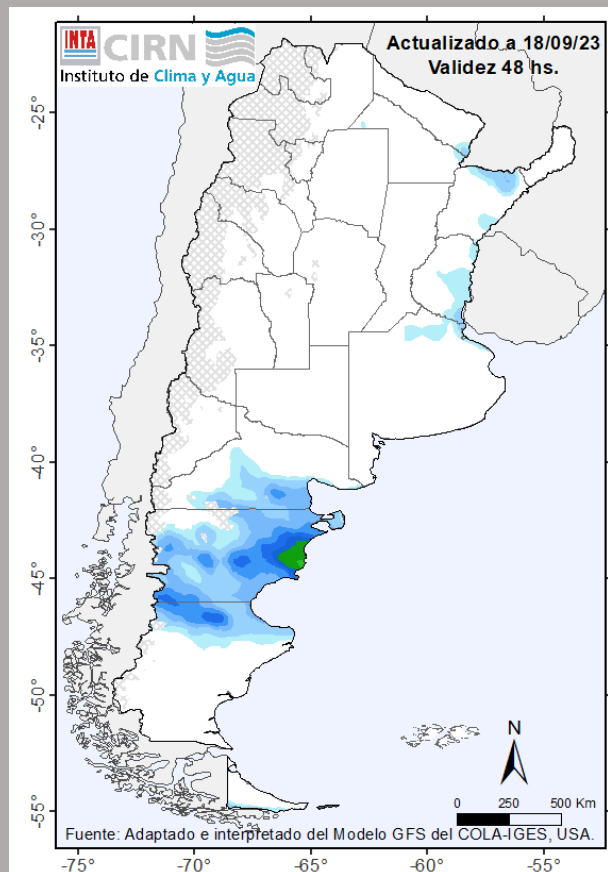 INTA CIRN
Instituto de Clima y Agua
Actualizado a 18/09/23
Validez 48 hs.
-25°
-30°
-35°
-40°
-45°
-50°
-55°
N
0 250 500 Km
Fuente: Adaptado e interpretado del Modelo GFS del COLA-IGES, USA.
-75° -70° -65° -60° -55°